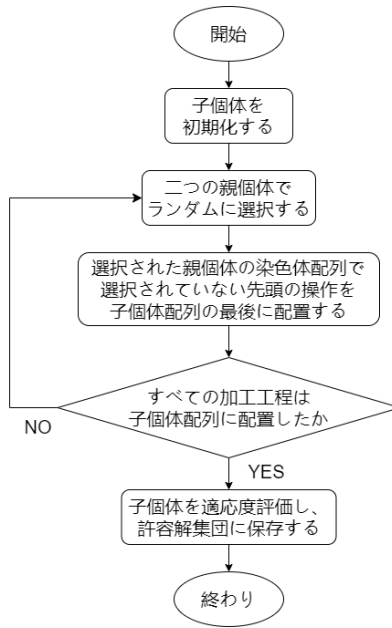 開始
子個体を
初期化する
二つの親個体で
ランダムに選択する
選択された親個体の染色体配列で
選択されていない先頭の操作を
子個体配列の最後に配置する
すべての加工工程は
子個体配列に配置したか
NO
YES
子個体を適応度評価し、
許容解集団に保存する
終わり